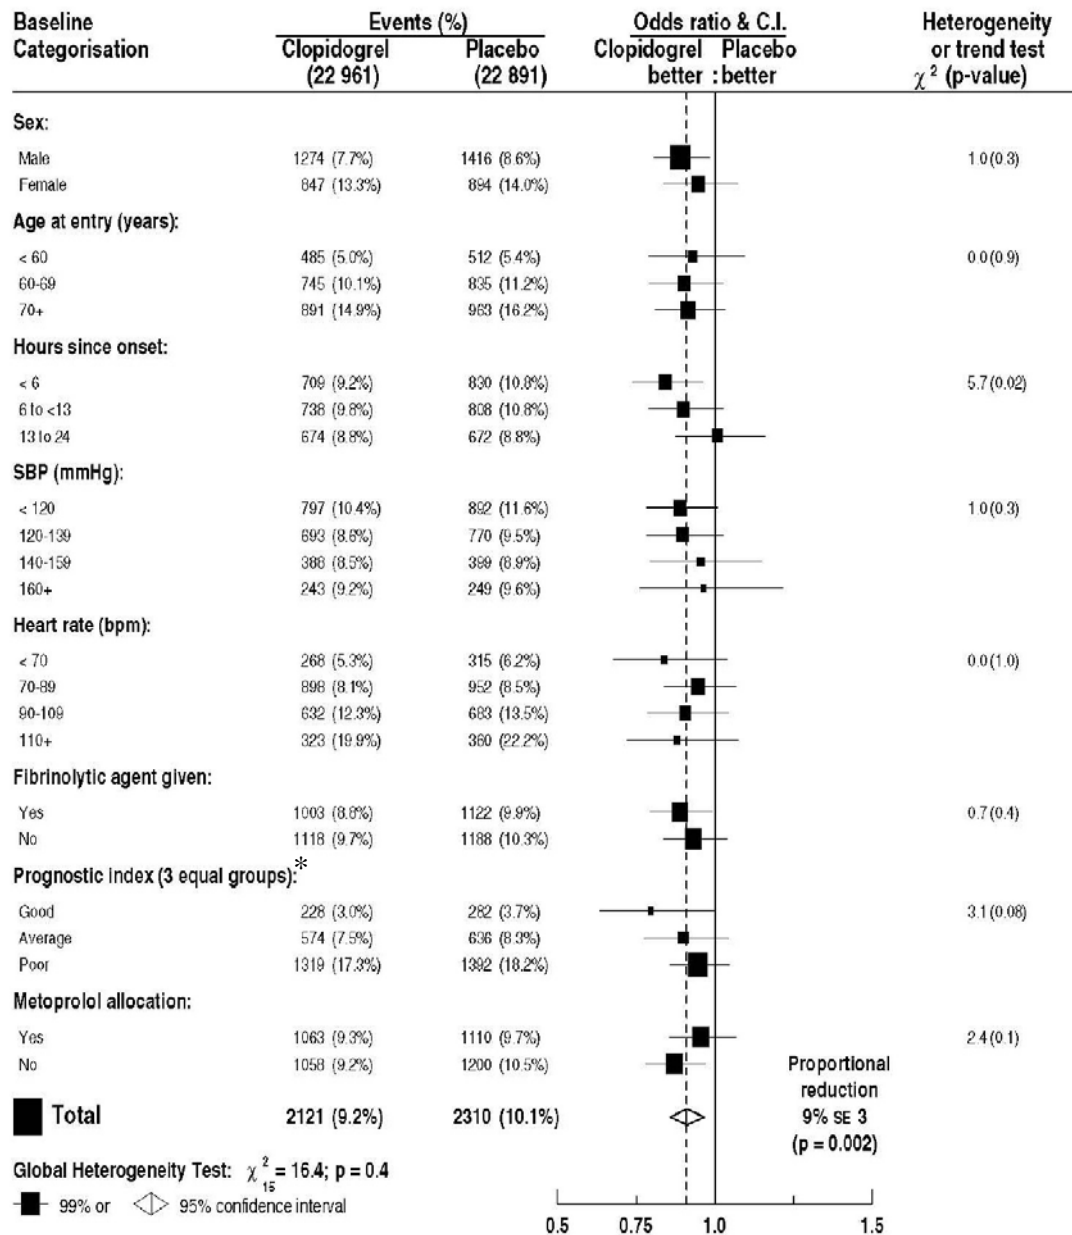 Baseline Events (%) Odds ratio & C.I. Heterogeneity
Categorisation Clopidogrel Placebo Clopidogrel Placebo or trend test
(22 961) (22 891) better : better χ² (p-value)
Sex:
Male 1274 (7.7%) 1416 (8.6%) 1.0 (0.3)
Female 847 (13.3%) 894 (14.0%)
Age at entry (years):
< 60 485 (5.0%) 512 (5.4%) 0.0 (0.9)
60-69 745 (10.1%) 835 (11.2%)
70+ 891 (14.9%) 963 (16.2%)
Hours since onset:
< 6 709 (9.2%) 830 (10.8%) 5.7 (0.02)
6 to <13 738 (9.8%) 808 (10.8%)
13 to 24 674 (8.8%) 672 (8.8%)
SBP (mmHg):
< 120 797 (10.4%) 892 (11.6%) 1.0 (0.3)
120-139 693 (8.6%) 770 (9.5%)
140-159 388 (8.5%) 399 (8.9%)
160+ 243 (9.2%) 249 (9.6%)
Heart rate (bpm):
< 70 268 (5.3%) 315 (6.2%) 0.0 (1.0)
70-89 898 (8.1%) 952 (8.5%)
90-109 632 (12.3%) 683 (13.5%)
110+ 323 (19.9%) 360 (22.2%)
Fibrinolytic agent given:
Yes 1003 (8.8%) 1122 (9.9%) 0.7 (0.4)
No 1118 (9.7%) 1188 (10.3%)
Prognostic index (3 equal groups):*
Good 228 (3.0%) 282 (3.7%) 3.1 (0.08)
Average 574 (7.5%) 636 (8.3%)
Poor 1319 (17.3%) 1392 (18.2%)
Metoprolol allocation:
Yes 1063 (9.3%) 1110 (9.7%) 2.4 (0.1)
No 1058 (9.2%) 1200 (10.5%)
Proportional
reduction
Total 2121 (9.2%) 2310 (10.1%) 9% SE 3
(p = 0.002)
Global Heterogeneity Test: χ²₁₅ = 16.4; p = 0.4
99% or 95% confidence interval
0.5 0.75 1.0 1.5